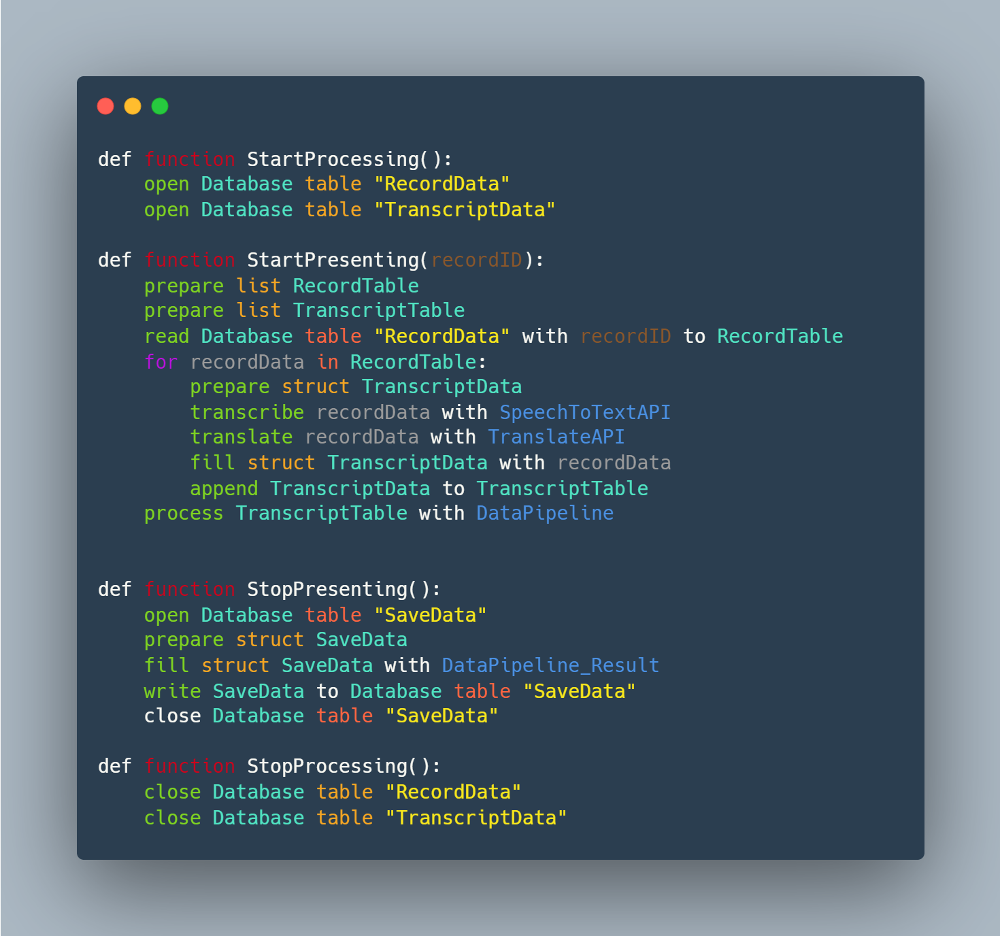 def function StartProcessing():
    open Database table "RecordData"
    open Database table "TranscriptData"

def function StartPresenting(recordID):
    prepare list RecordTable
    prepare list TranscriptTable
    read Database table "RecordData" with recordID to RecordTable
    for recordData in RecordTable:
        prepare struct TranscriptData
        transcribe recordData with SpeechToTextAPI
        translate recordData with TranslateAPI
        fill struct TranscriptData with recordData
        append TranscriptData to TranscriptTable
    process TranscriptTable with DataPipeline

def function StopPresenting():
    open Database table "SaveData"
    prepare struct SaveData
    fill struct SaveData with DataPipeline_Result
    write SaveData to Database table "SaveData"
    close Database table "SaveData"

def function StopProcessing():
    close Database table "RecordData"
    close Database table "TranscriptData"